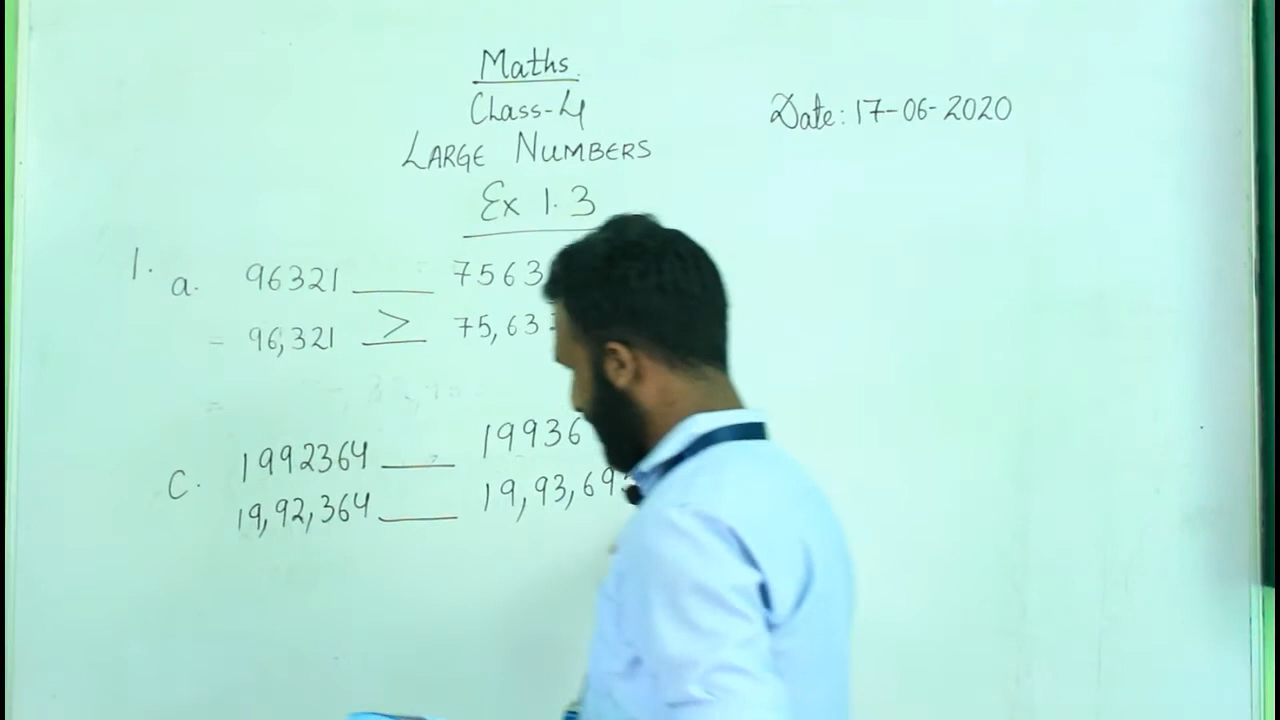 Maths.
Class-4
Date: 17-06-2020
LARGE NUMBERS
Ex 1.3
1. a. 96321 ____ 7563
- 96,321 > 75,63
C. 1992364 ____ 19936
19,92,364 ____ 19,93,69